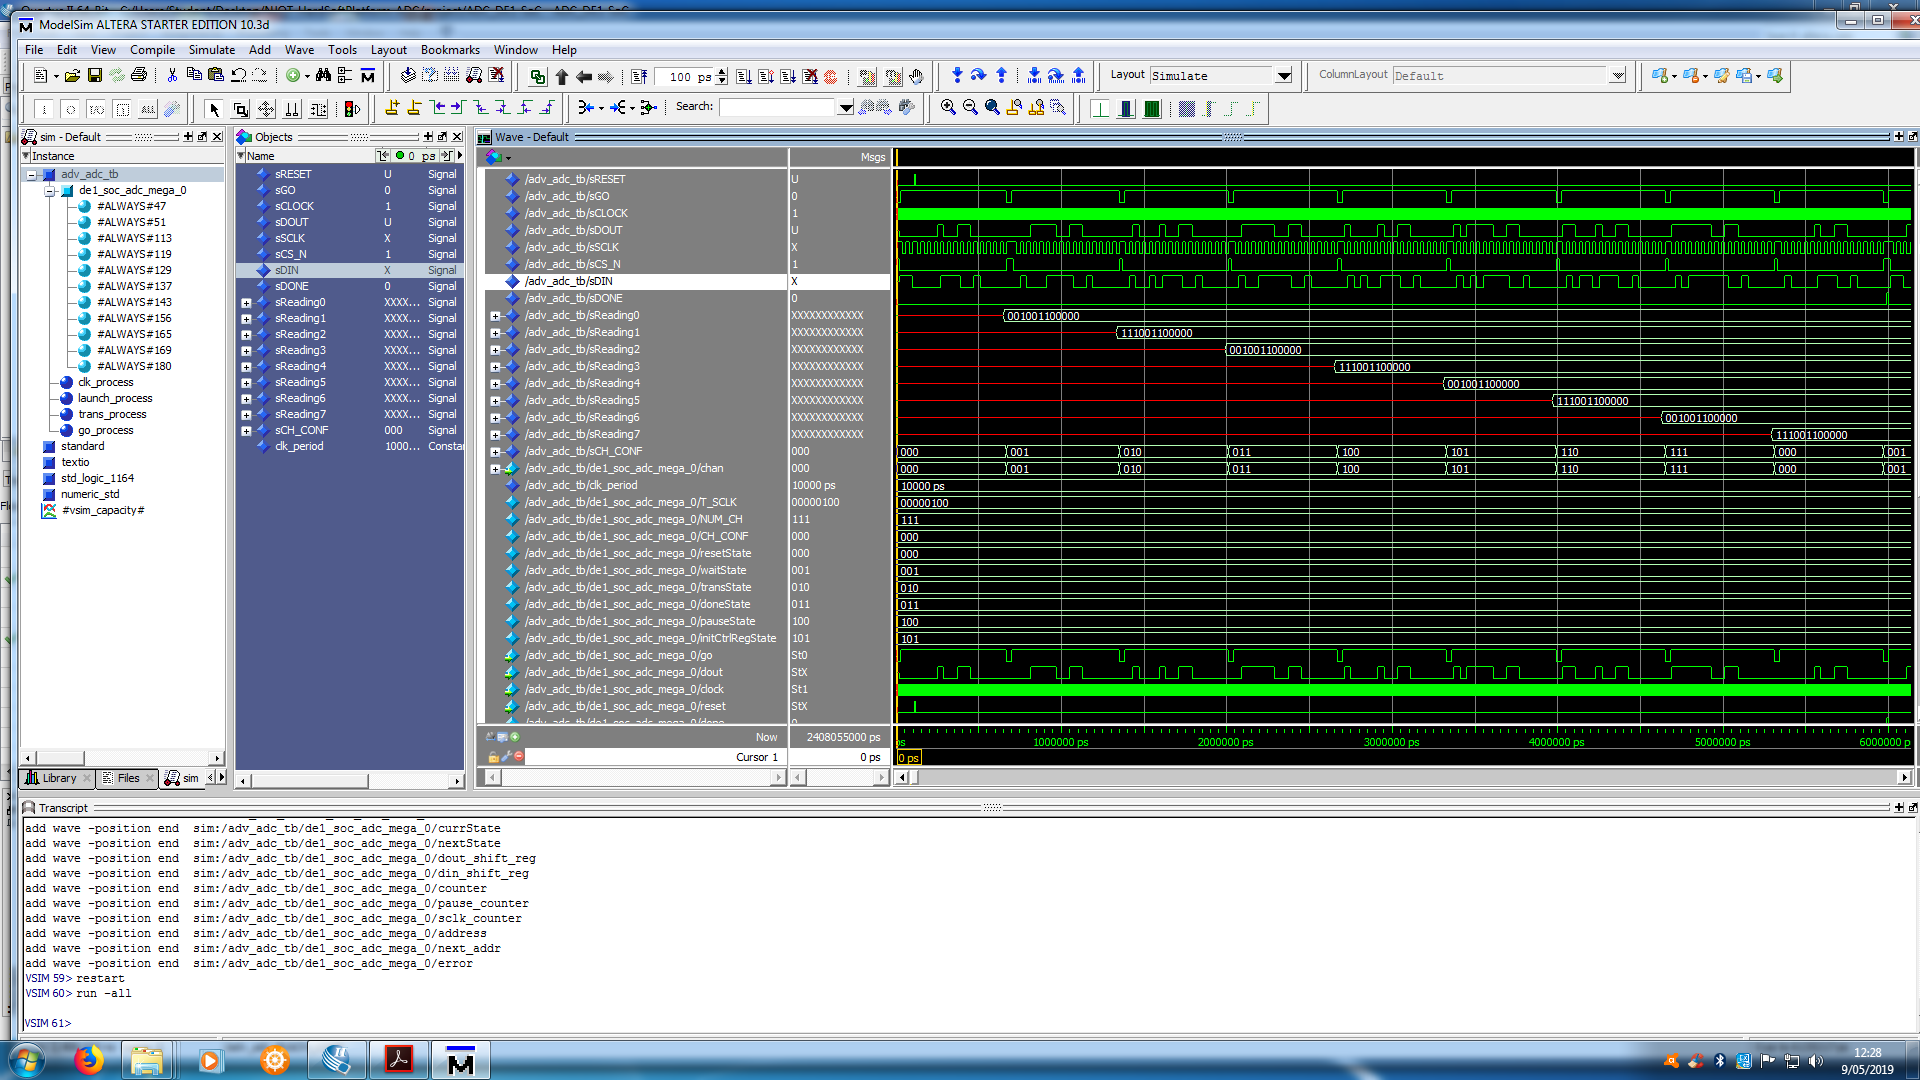 ModelSim ALTERA STARTER EDITION 10.3d
File Edit View Compile Simulate Add Wave Tools Layout Bookmarks Window Help
100 ps
Layout Simulate
ColumnLayout Default
Search:
sim - Default
Instance
adv_adc_tb
de1_soc_adc_mega_0
#ALWAYS#47
#ALWAYS#51
#ALWAYS#113
#ALWAYS#119
#ALWAYS#129
#ALWAYS#137
#ALWAYS#143
#ALWAYS#156
#ALWAYS#165
#ALWAYS#169
#ALWAYS#180
clk_process
launch_process
trans_process
go_process
standard
textio
std_logic_1164
numeric_std
#vsim_capacity#
Library Files sim
Objects
Name 0 ps
sRESET U Signal
sGO 0 Signal
sCLOCK 1 Signal
sDOUT U Signal
sSCLK X Signal
sCS_N 1 Signal
sDIN X Signal
sDONE 0 Signal
sReading0 XXXX... Signal
sReading1 XXXX... Signal
sReading2 XXXX... Signal
sReading3 XXXX... Signal
sReading4 XXXX... Signal
sReading5 XXXX... Signal
sReading6 XXXX... Signal
sReading7 XXXX... Signal
sCH_CONF 000 Signal
clk_period 1000... Constar
Wave - Default
Msgs
/adv_adc_tb/sRESET U
/adv_adc_tb/sGO 0
/adv_adc_tb/sCLOCK 1
/adv_adc_tb/sDOUT U
/adv_adc_tb/sSCLK X
/adv_adc_tb/sCS_N 1
/adv_adc_tb/sDIN X
/adv_adc_tb/sDONE 0
/adv_adc_tb/sReading0 XXXXXXXXXXXX 001001100000
/adv_adc_tb/sReading1 XXXXXXXXXXXX 111001100000
/adv_adc_tb/sReading2 XXXXXXXXXXXX 001001100000
/adv_adc_tb/sReading3 XXXXXXXXXXXX 111001100000
/adv_adc_tb/sReading4 XXXXXXXXXXXX 001001100000
/adv_adc_tb/sReading5 XXXXXXXXXXXX 111001100000
/adv_adc_tb/sReading6 XXXXXXXXXXXX 001001100000
/adv_adc_tb/sReading7 XXXXXXXXXXXX 111001100000
/adv_adc_tb/sCH_CONF 000 000 001 010 011 100 101 110 111 000 001
/adv_adc_tb/de1_soc_adc_mega_0/chan 000 000 001 010 011 100 101 110 111 000 001
/adv_adc_tb/clk_period 10000 ps 10000 ps
/adv_adc_tb/de1_soc_adc_mega_0/T_SCLK 00000100 00000100
/adv_adc_tb/de1_soc_adc_mega_0/NUM_CH 111 111
/adv_adc_tb/de1_soc_adc_mega_0/CH_CONF 000 000
/adv_adc_tb/de1_soc_adc_mega_0/resetState 000 000
/adv_adc_tb/de1_soc_adc_mega_0/waitState 001 001
/adv_adc_tb/de1_soc_adc_mega_0/transState 010 010
/adv_adc_tb/de1_soc_adc_mega_0/doneState 011 011
/adv_adc_tb/de1_soc_adc_mega_0/pauseState 100 100
/adv_adc_tb/de1_soc_adc_mega_0/initCtrlRegState 101 101
/adv_adc_tb/de1_soc_adc_mega_0/go St0
/adv_adc_tb/de1_soc_adc_mega_0/dout StX
/adv_adc_tb/de1_soc_adc_mega_0/clock St1
/adv_adc_tb/de1_soc_adc_mega_0/reset StX
Now 2408055000 ps ps 1000000 ps 2000000 ps 3000000 ps 4000000 ps 5000000 ps 6000000 p
Cursor 1 0 ps 0 ps
Transcript
add wave -position end sim:/adv_adc_tb/de1_soc_adc_mega_0/currState
add wave -position end sim:/adv_adc_tb/de1_soc_adc_mega_0/nextState
add wave -position end sim:/adv_adc_tb/de1_soc_adc_mega_0/dout_shift_reg
add wave -position end sim:/adv_adc_tb/de1_soc_adc_mega_0/din_shift_reg
add wave -position end sim:/adv_adc_tb/de1_soc_adc_mega_0/counter
add wave -position end sim:/adv_adc_tb/de1_soc_adc_mega_0/pause_counter
add wave -position end sim:/adv_adc_tb/de1_soc_adc_mega_0/sclk_counter
add wave -position end sim:/adv_adc_tb/de1_soc_adc_mega_0/address
add wave -position end sim:/adv_adc_tb/de1_soc_adc_mega_0/next_addr
add wave -position end sim:/adv_adc_tb/de1_soc_adc_mega_0/error
VSIM 59> restart
VSIM 60> run -all
VSIM 61>
12:28
9/05/2019